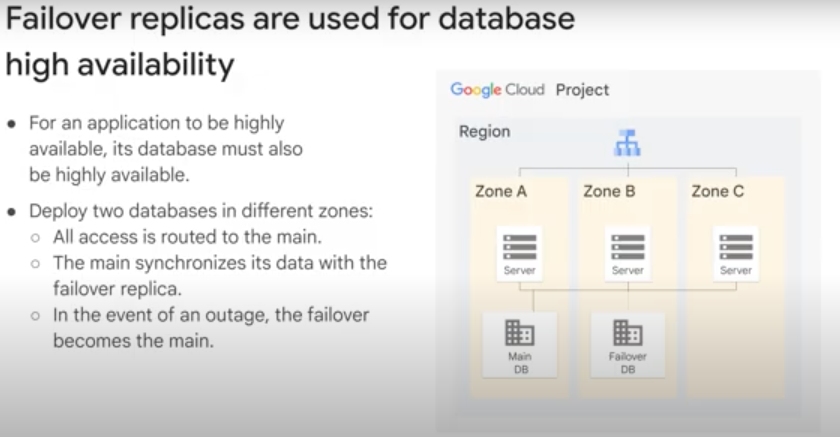 Failover replicas are used for database
high availability
• For an application to be highly
available, its database must also
be highly available.
• Deploy two databases in different zones:
○ All access is routed to the main.
○ The main synchronizes its data with the
failover replica.
○ In the event of an outage, the failover
becomes the main.
Google Cloud Project
Region
Zone A
Zone B
Zone C
Server
Server
Server
Main
DB
Failover
DB